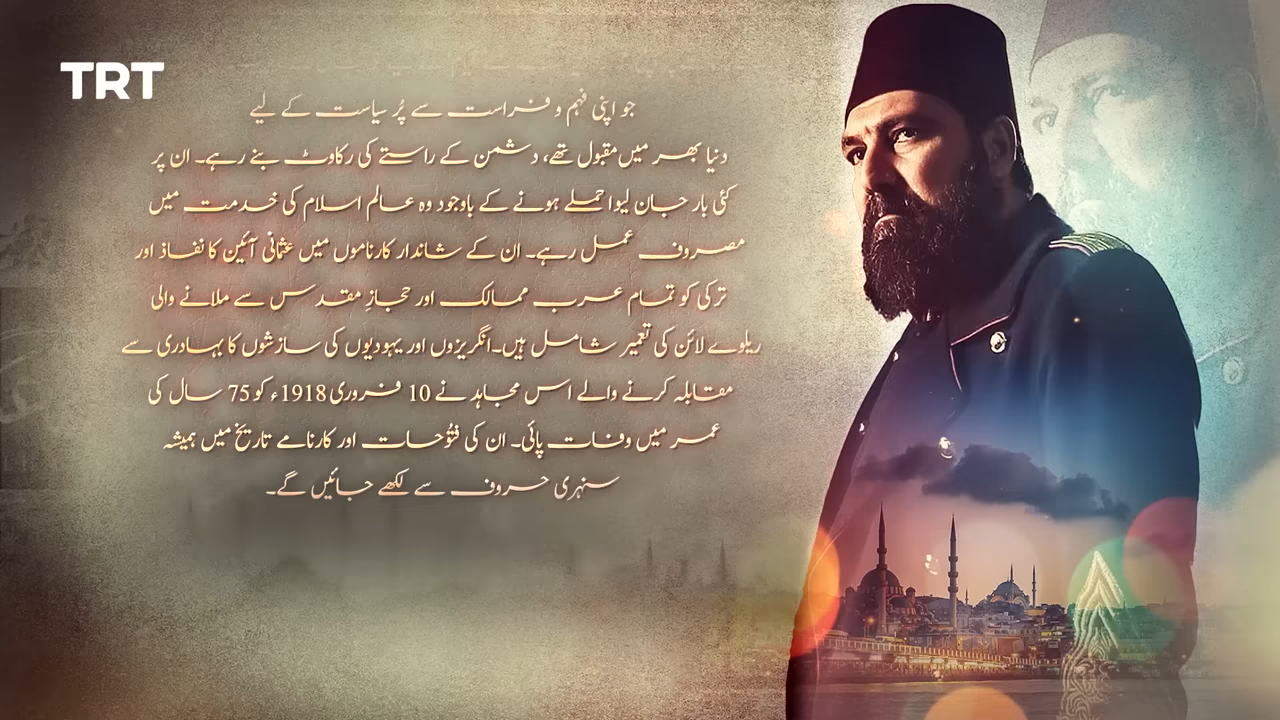 TRT
جو اپنی فہم و فراست سے پُر سیاست کے لیے
دنیا بھر میں مقبول تھے، دشمن کے راستے کی رکاوٹ بنے رہے۔ ان پر
کئی بار جان لیوا حملے ہونے کے باوجود وہ عالم اسلام کی خدمت میں
مصروف عمل رہے۔ ان کے شاندار کارناموں میں عثمانی آئین کا نفاذ اور
ترکی کو تمام عرب ممالک اور حجازِ مقدس سے ملانے والی
ریلوے لائن کی تعمیر شامل ہیں۔انگریزوں اور یہودیوں کی سازشوں کا بہادری سے
مقابلہ کرنے والے اس مجاہد نے 10 فروری 1918ء کو 75 سال کی
عمر میں وفات پائی۔ ان کی فتُوحات اور کارنامے تاریخ میں ہمیشہ
سنہری حروف سے لکھے جائیں گے۔